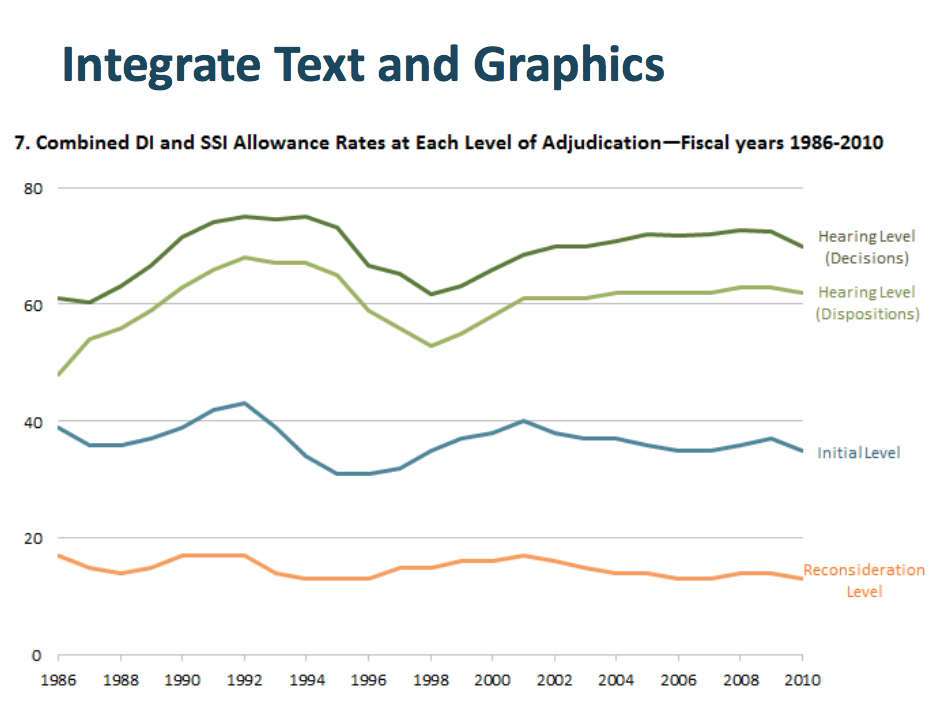 Integrate Text and Graphics
7. Combined DI and SSI Allowance Rates at Each Level of Adjudication—Fiscal years 1986-2010
80
60
40
20
0
Hearing Level
(Decisions)
Hearing Level
(Dispositions)
Initial Level
Reconsideration
Level
1986 1988 1990 1992 1994 1996 1998 2000 2002 2004 2006 2008 2010